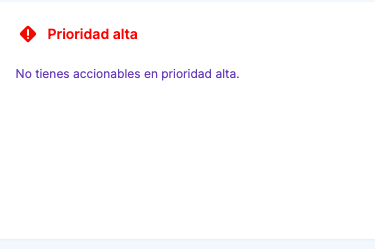 Prioridad alta
No tienes accionables en prioridad alta.